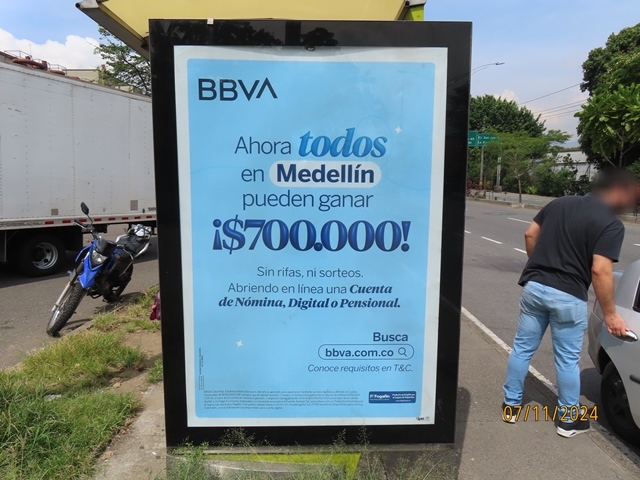 BBVA
Ahora todos
en Medellín
pueden ganar
¡$700.000!
Sin rifas, ni sorteos.
Abriendo en línea una Cuenta
de Nómina, Digital o Pensional.
Busca
bbva.com.co
Conoce requisitos en T&C.
Fogafín
07/11/2024